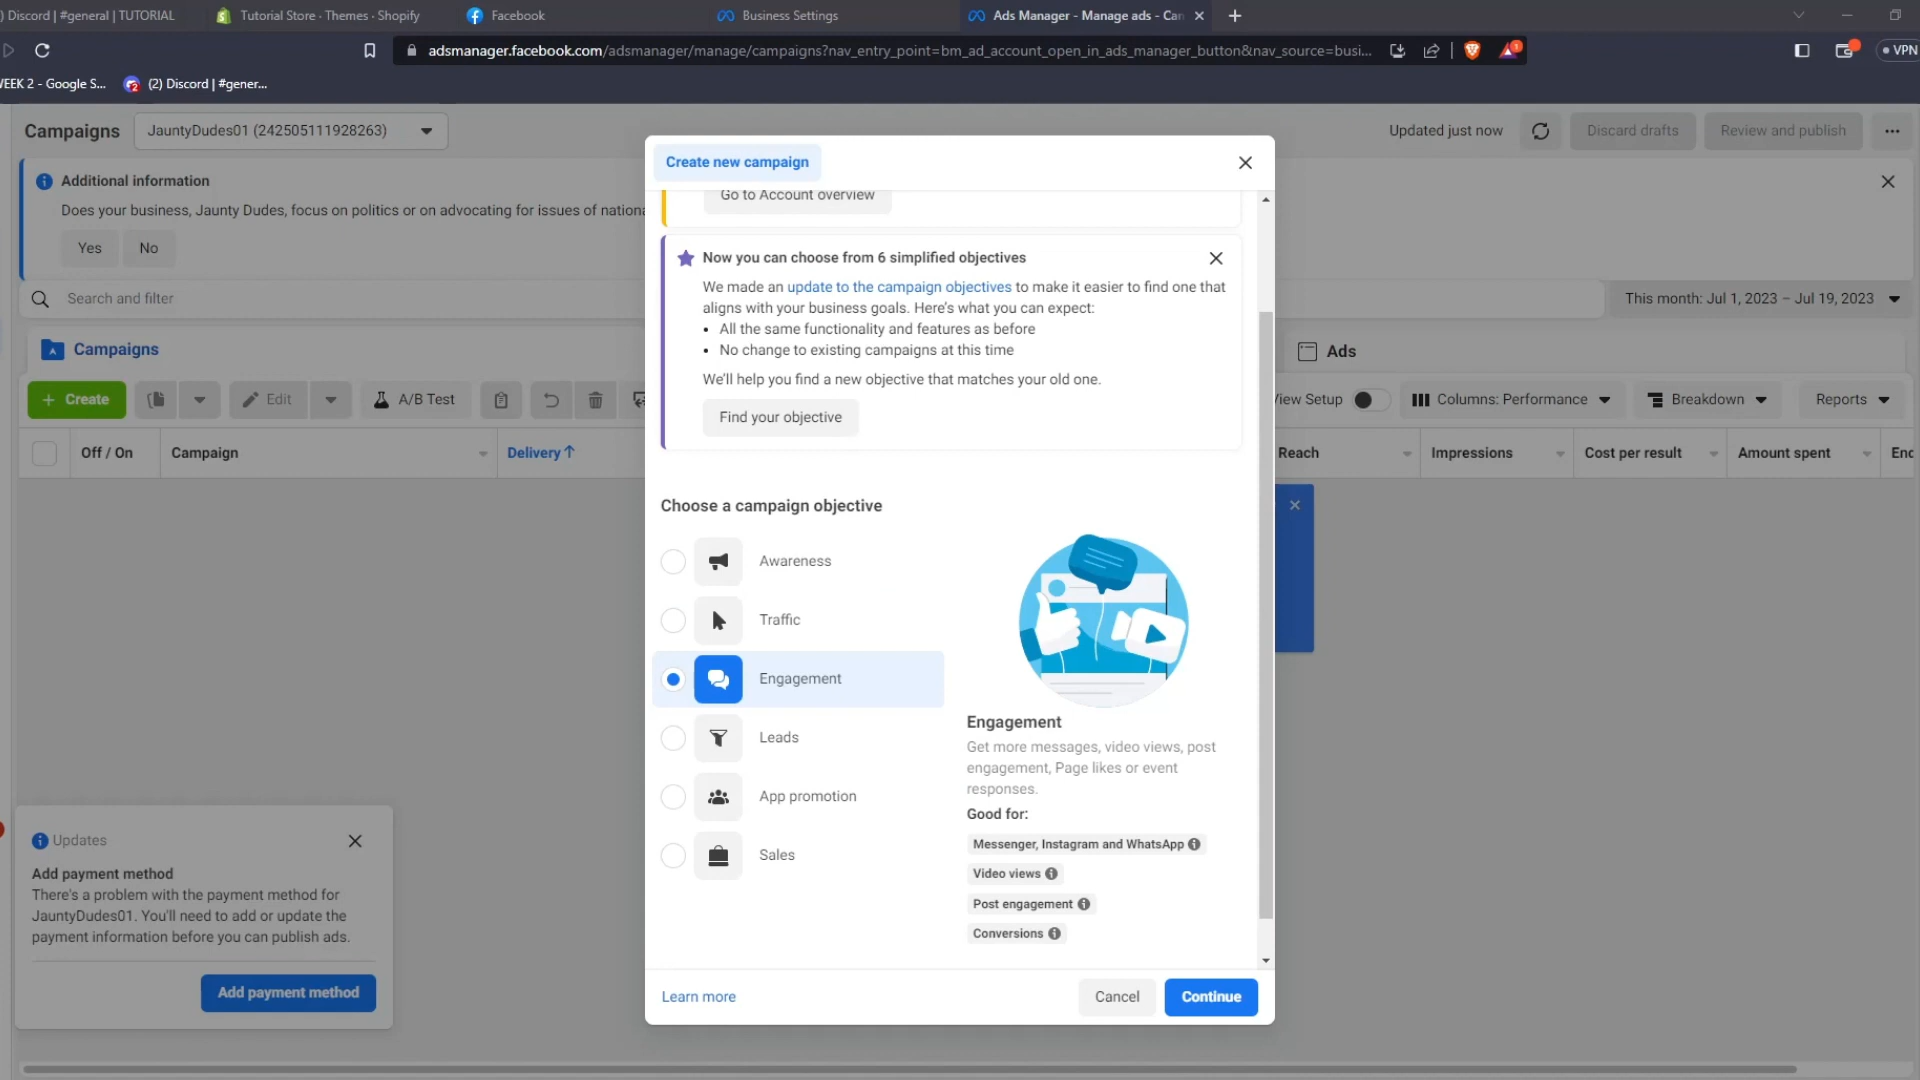 ) Discord | #general | TUTORIAL
Tutorial Store · Themes · Shopify
Facebook
Business Settings
Ads Manager - Manage ads - Can
adsmanager.facebook.com/adsmanager/manage/campaigns?nav_entry_point=bm_ad_account_open_in_ads_manager_button&nav_source=busi...
1
VPN
WEEK 2 - Google S...
(2) Discord | #gener...
Campaigns
JauntyDudes01 (242505111928263)
Updated just now
Discard drafts
Review and publish
Additional information
Does your business, Jaunty Dudes, focus on politics or on advocating for issues of nationa
Yes
No
Search and filter
This month: Jul 1, 2023 – Jul 19, 2023
Campaigns
Ads
+ Create
Edit
A/B Test
View Setup
Columns: Performance
Breakdown
Reports
Off / On
Campaign
Delivery ↑
Reach
Impressions
Cost per result
Amount spent
End
Create new campaign
Go to Account overview
Now you can choose from 6 simplified objectives
We made an update to the campaign objectives to make it easier to find one that
aligns with your business goals. Here's what you can expect:
• All the same functionality and features as before
• No change to existing campaigns at this time
We'll help you find a new objective that matches your old one.
Find your objective
Choose a campaign objective
Awareness
Traffic
Engagement
Leads
App promotion
Sales
Engagement
Get more messages, video views, post
engagement, Page likes or event
responses.
Good for:
Messenger, Instagram and WhatsApp
Video views
Post engagement
Conversions
Learn more
Cancel
Continue
Updates
Add payment method
There's a problem with the payment method for
JauntyDudes01. You'll need to add or update the
payment information before you can publish ads.
Add payment method